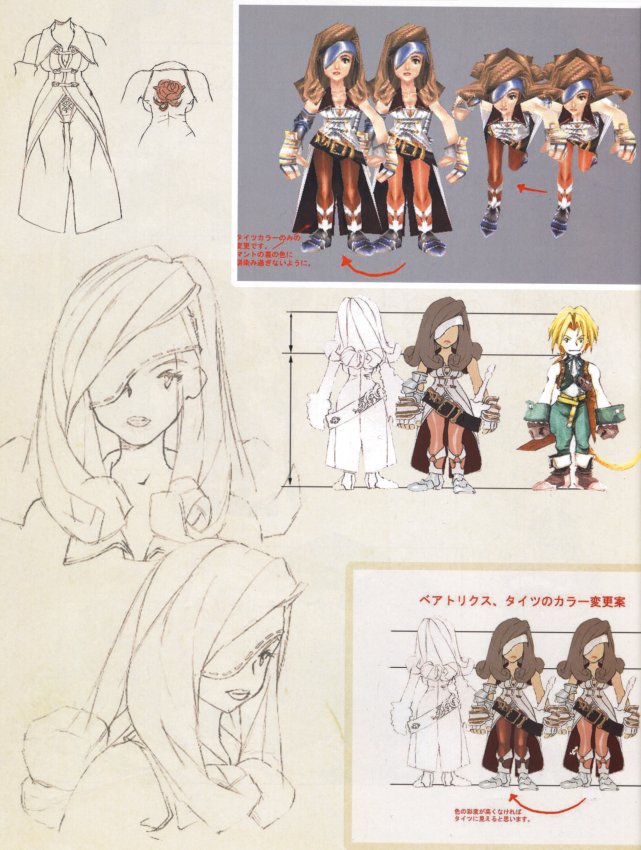 タイツカラーのみの
変更です。
マントの裏の色に
馴染み過ぎないように。
ベアトリクス、タイツのカラー変更案
色の彩度が高くなければ
タイツに見えると思います。